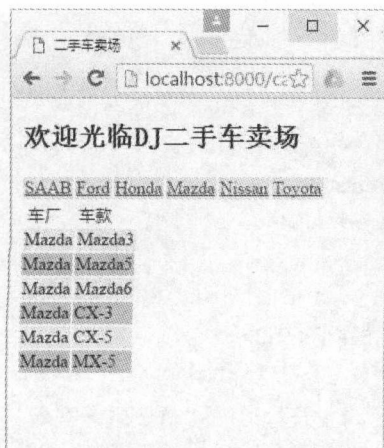 二手车卖场
localhost:8000/ca
欢迎光临DJ二手车卖场
SAAB Ford Honda Mazda Nissan Toyota
车厂 车款
Mazda Mazda3
Mazda Mazda5
Mazda Mazda6
Mazda CX-3
Mazda CX-5
Mazda MX-5